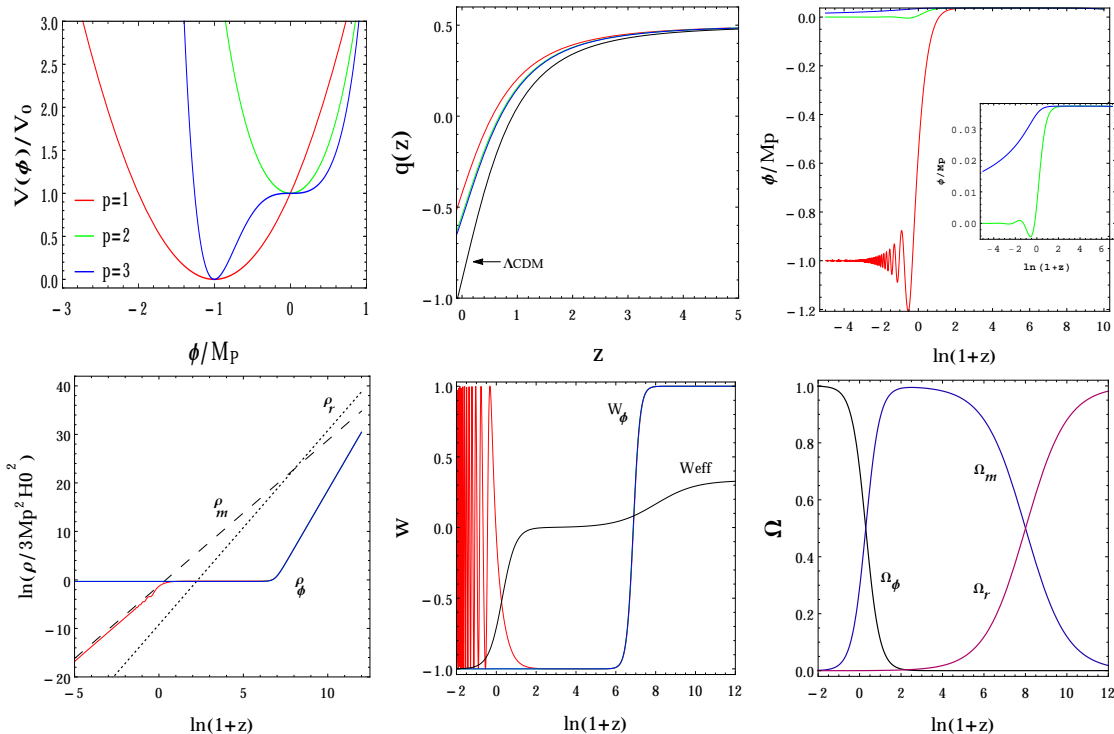 3.0
2.5
2.0
1.5
1.0
0.5
0.0
V(ϕ)/V0
p=1
p=2
p=3
−3 −2 −1 0 1
ϕ/MP
0.5
0.0
−0.5
−1.0
q(z)
ΛCDM
0 1 2 3 4 5
z
0.0
−0.2
−0.4
−0.6
−0.8
−1.0
−1.2
ϕ/Mp
0.03
0.02
0.01
0.00
ϕ/Mp
−4 −2 0 2 4 6
ln(1+z)
−4 −2 0 2 4 6 8 10
ln(1+z)
40
30
20
10
0
−10
−20
ln(ρ/3Mp²H0²)
ρr
ρm
ρϕ
−5 0 5 10
ln(1+z)
1.0
0.5
0.0
−0.5
−1.0
w
Wϕ
Weff
−2 0 2 4 6 8 10 12
ln(1+z)
1.0
0.8
0.6
0.4
0.2
0.0
Ω
Ωm
Ωϕ
Ωr
−2 0 2 4 6 8 10 12
ln(1+z)